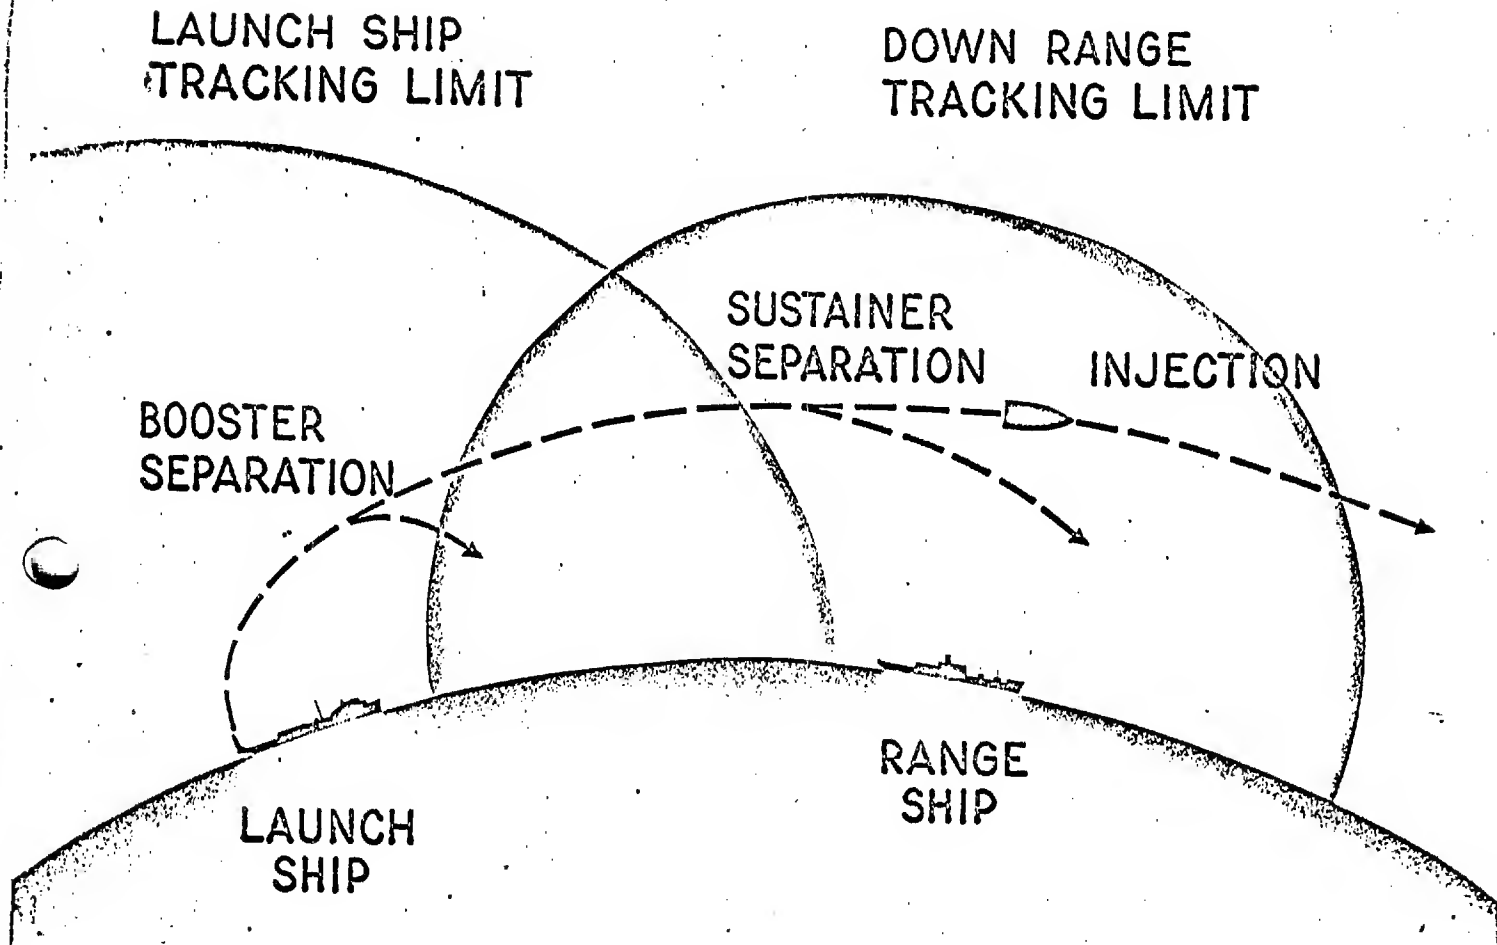 LAUNCH SHIP
TRACKING LIMIT
DOWN RANGE
TRACKING LIMIT
SUSTAINER
SEPARATION
INJECTION
BOOSTER
SEPARATION
RANGE
SHIP
LAUNCH
SHIP